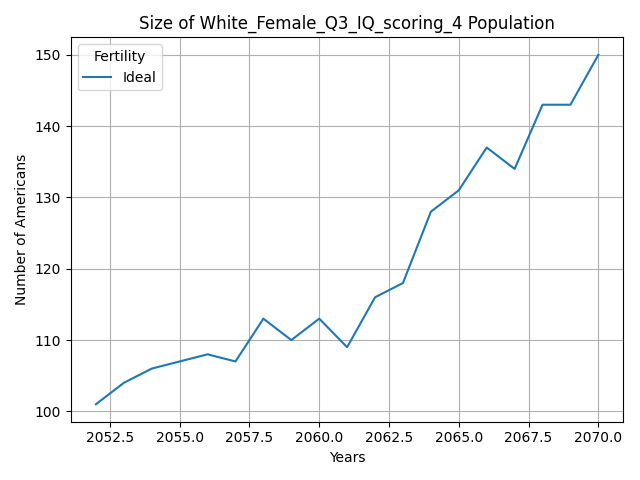 Size of White_Female_Q3_IQ_scoring_4 Population
Fertility
Ideal
Number of Americans
150
140
130
120
110
100
2052.5 2055.0 2057.5 2060.0 2062.5 2065.0 2067.5 2070.0
Years